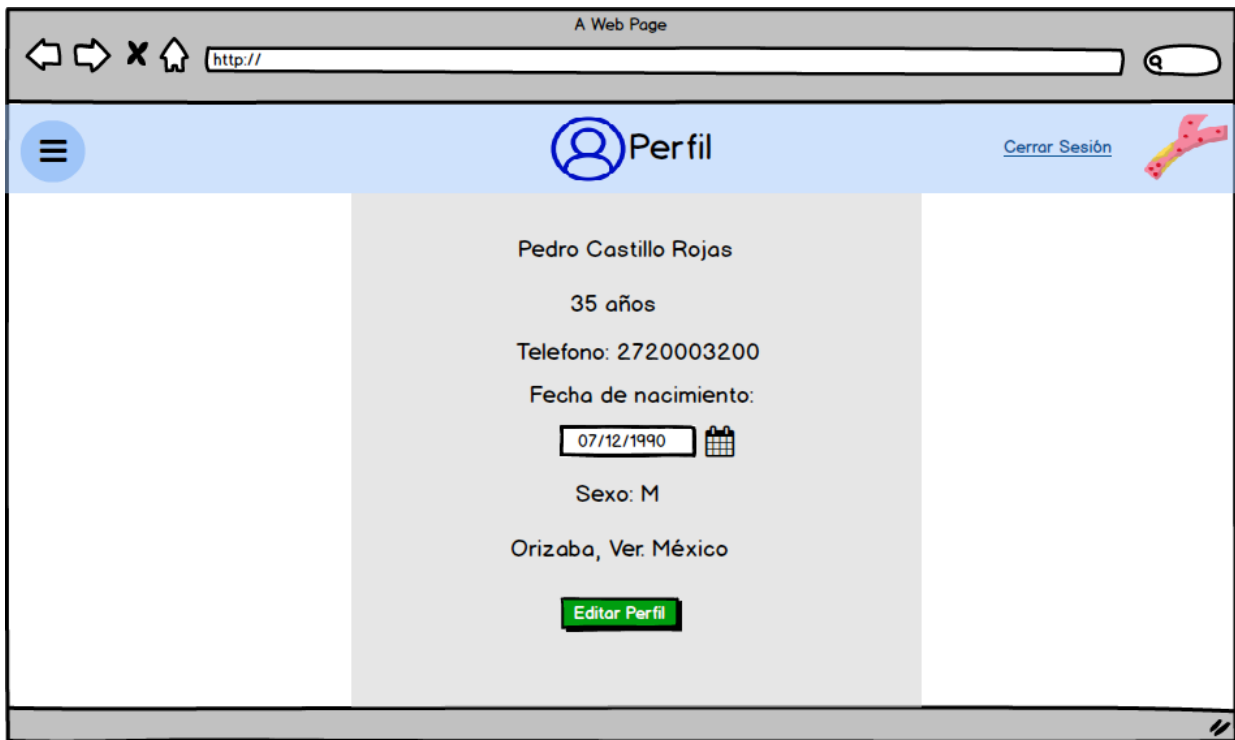 A Web Page
http://
Perfil
Cerrar Sesión
Pedro Castillo Rojas
35 años
Telefono: 2720003200
Fecha de nacimiento:
07/12/1990
Sexo: M
Orizaba, Ver. México
Editar Perfil